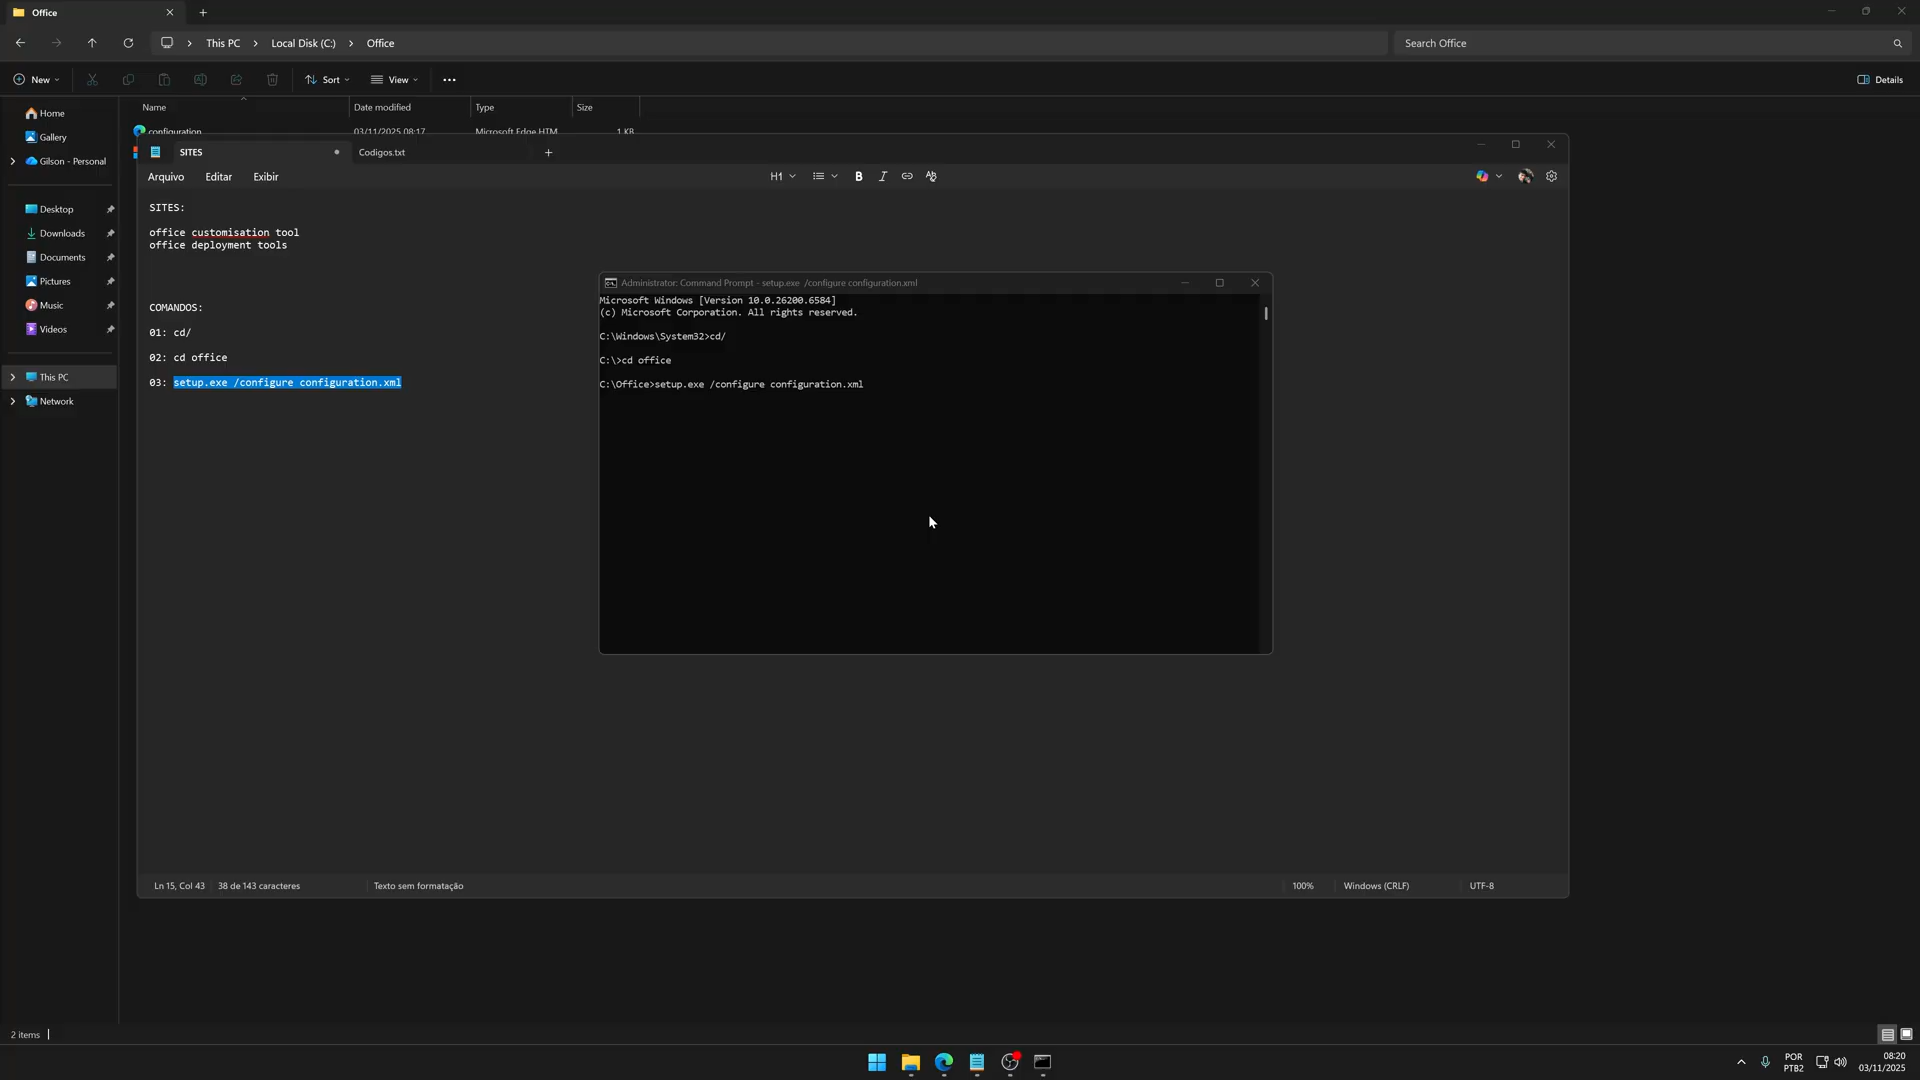 Office
This PC
Local Disk (C:)
Office
Search Office
New
Sort
View
Details
Name
Date modified
Type
Size
Home
Gallery
Gilson - Personal
Desktop
Downloads
Documents
Pictures
Music
Videos
This PC
Network
configuration
03/11/2025 08:17
Microsoft Edge HTM...
1 KB
SITES
Codigos.txt
Arquivo
Editar
Exibir
H1
SITES:
office customisation tool
office deployment tools
COMANDOS:
01: cd/
02: cd office
03: setup.exe /configure configuration.xml
Administrator: Command Prompt - setup.exe /configure configuration.xml
Microsoft Windows [Version 10.0.26200.6584]
(c) Microsoft Corporation. All rights reserved.
C:\Windows\System32>cd/
C:\>cd office
C:\Office>setup.exe /configure configuration.xml
Ln 15, Col 43
38 de 143 caracteres
Texto sem formatação
100%
Windows (CRLF)
UTF-8
2 items
POR
PTB2
08:20
03/11/2025